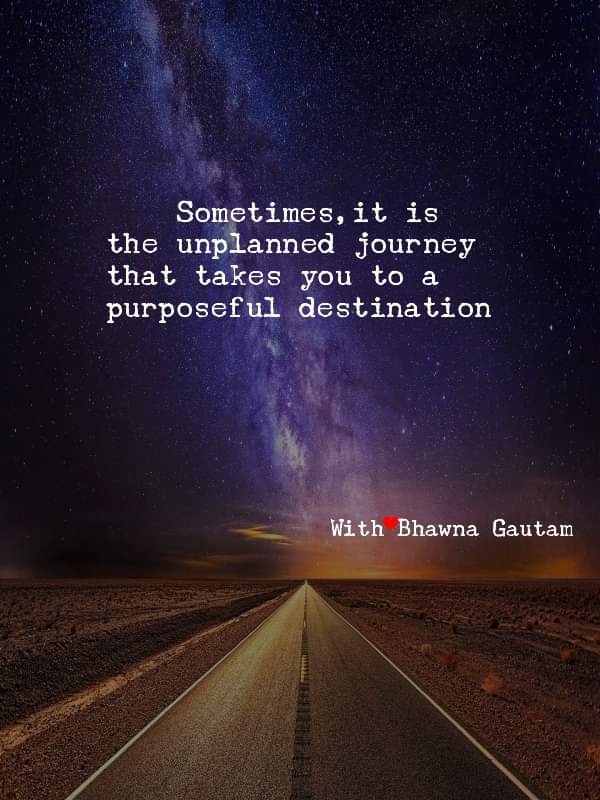 Sometimes,it is
the unplanned journey
that takes you to a
purposeful destination
With❤Bhawna Gautam